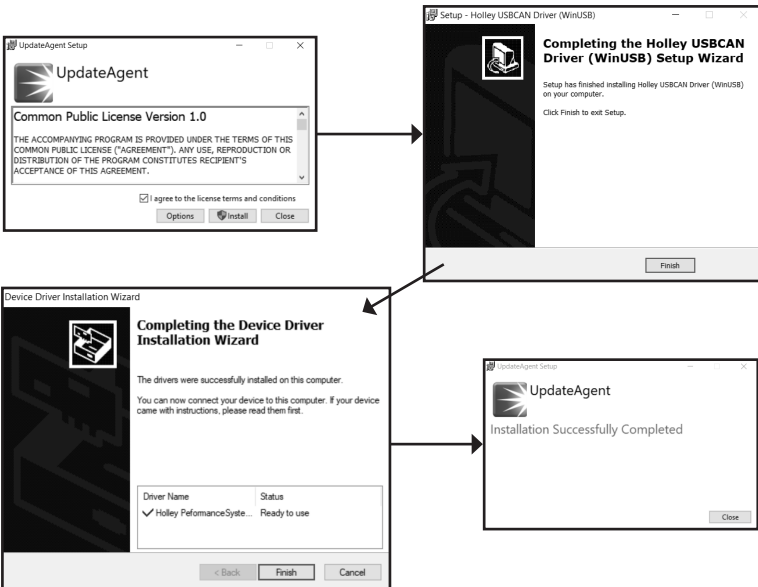 UpdateAgent Setup
UpdateAgent
Common Public License Version 1.0
THE ACCOMPANYING PROGRAM IS PROVIDED UNDER THE TERMS OF THIS
COMMON PUBLIC LICENSE ("AGREEMENT"). ANY USE, REPRODUCTION OR
DISTRIBUTION OF THE PROGRAM CONSTITUTES RECIPIENT'S
ACCEPTANCE OF THIS AGREEMENT.
I agree to the license terms and conditions
Options Install Close
Setup - Holley USBCAN Driver (WinUSB)
Completing the Holley USBCAN
Driver (WinUSB) Setup Wizard
Setup has finished installing Holley USBCAN Driver (WinUSB)
on your computer.
Click Finish to exit Setup.
Finish
Device Driver Installation Wizard
Completing the Device Driver
Installation Wizard
The drivers were successfully installed on this computer.
You can now connect your device to this computer. If your device
came with instructions, please read them first.
Driver Name Status
Holley PeformanceSyste... Ready to use
< Back Finish Cancel
UpdateAgent Setup
UpdateAgent
Installation Successfully Completed
Close